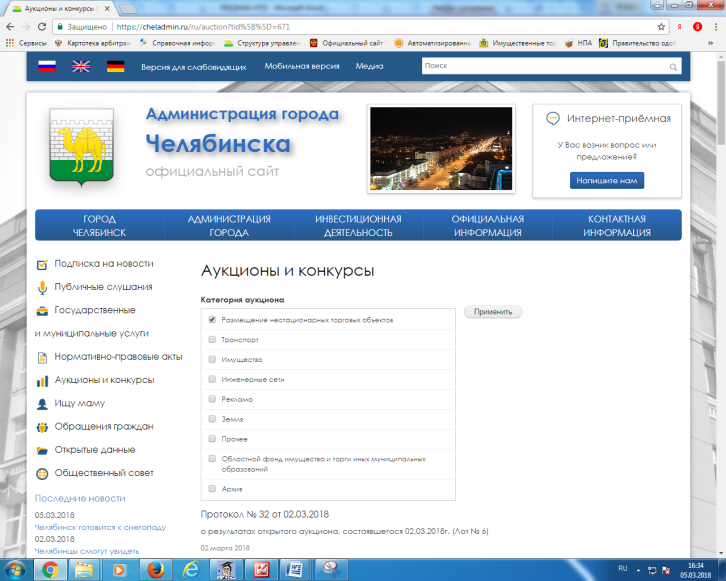 Аукционы и конкурсы |
Защищено | https://cheladmin.ru/ru/auction?tid%5B%5D=671
Сервисы Картотека арбитраж Справочная инфор Структура управлен Официальный сайт Автоматизирован Имущественные тор НПА Правительство одоб
Версия для слабовидящих Мобильная версия Медиа Поиск
Администрация города
Челябинска
официальный сайт
Интернет-приёмная
У Вас возник вопрос или
предложение?
Напишите нам
ГОРОД
ЧЕЛЯБИНСК
АДМИНИСТРАЦИЯ
ГОРОДА
ИНВЕСТИЦИОННАЯ
ДЕЯТЕЛЬНОСТЬ
ОФИЦИАЛЬНАЯ
ИНФОРМАЦИЯ
КОНТАКТНАЯ
ИНФОРМАЦИЯ
Подписка на новости
Публичные слушания
Государственные
и муниципальные услуги
Нормативно-правовые акты
Аукционы и конкурсы
Ищу маму
Обращения граждан
Открытые данные
Общественный совет
Последние новости
05.03.2018
Челябинск готовится к снегопаду
02.03.2018
Челябинцы смогут увидеть
Аукционы и конкурсы
Категория аукциона
Размещение нестационарных торговых объектов
Транспорт
Имущество
Инженерные сети
Реклама
Земля
Прочее
Областной фонд имущества и торги иных муниципальных
образований
Архив
Применить
Протокол № 32 от 02.03.2018
о результатах открытого аукциона, состоявшегося 02.03.2018г. (Лот № 6)
02 марта 2018
RU
16:34
05.03.2018